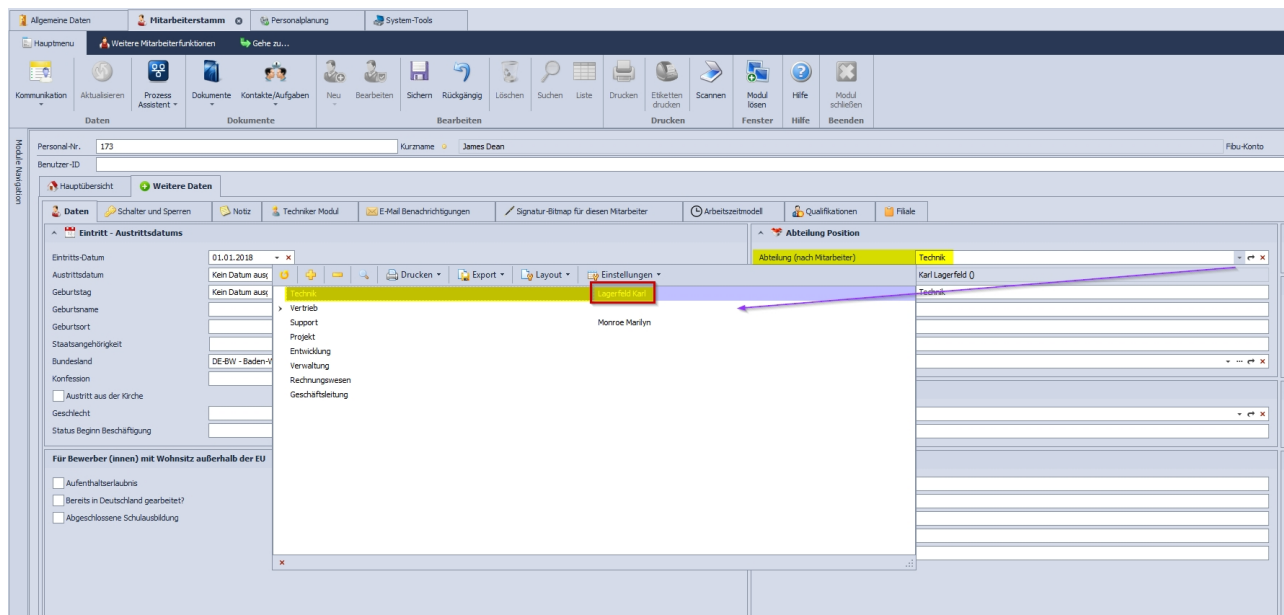 Allgemeine Daten Mitarbeiterstamm Personalplanung System-Tools
Hauptmenu Weitere Mitarbeiterfunktionen Gehe zu...
Kommunikation Aktualisieren Prozess Assistent Dokumente Kontakte/Aufgaben Neu Bearbeiten Sichern Rückgängig Löschen Suchen Liste Drucken Etiketten drucken Scannen Modul lösen Hilfe Modul schließen
Daten Dokumente Bearbeiten Drucken Fenster Hilfe Beenden
Module Navigation
Personal-Nr. 173 Kurzname James Dean Fibu-Konto
Benutzer-ID
Hauptübersicht Weitere Daten
Daten Schalter und Sperren Notiz Techniker Modul E-Mail Benachrichtigungen Signatur-Bitmap für diesen Mitarbeiter Arbeitszeitmodell Qualifikationen Filiale
Eintritt - Austrittsdatums Abteilung Position
Eintritts-Datum 01.01.2018 Abteilung (nach Mitarbeiter) Technik
Austrittsdatum Kein Datum ausg Drucken Export Layout Einstellungen Karl Lagerfeld ()
Geburtstag Kein Datum ausg Technik Lagerfeld Karl Technik
Geburtsname Vertrieb
Geburtsort Support Monroe Marilyn
Staatsangehörigkeit Projekt
Entwicklung
Bundesland DE-BW - Baden-W Verwaltung
Konfession Rechnungswesen
Austritt aus der Kirche Geschäftsleitung
Geschlecht
Status Beginn Beschäftigung
Für Bewerber (innen) mit Wohnsitz außerhalb der EU
Aufenthaltserlaubnis
Bereits in Deutschland gearbeitet?
Abgeschlossene Schulausbildung